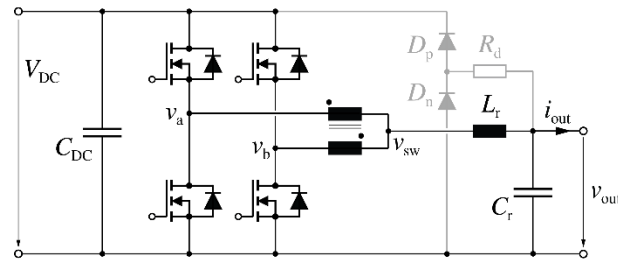 V_DC
C_DC
v_a
v_b
v_sw
D_p
D_n
R_d
L_r
i_out
C_r
v_out